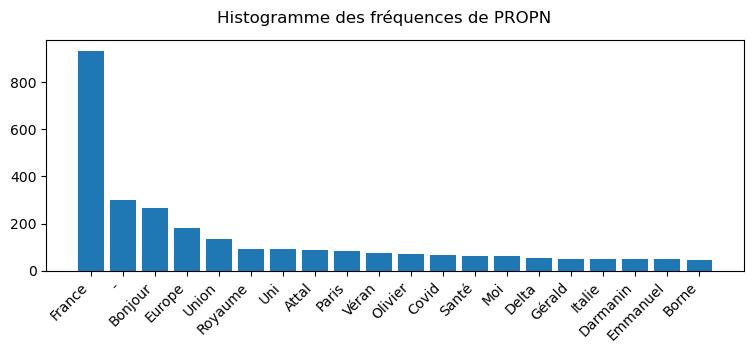 Histogramme des fréquences de PROPN
800
600
400
200
0
France
-
Bonjour
Europe
Union
Royaume
Uni
Attal
Paris
Véran
Olivier
Covid
Santé
Moi
Delta
Gérald
Italie
Darmanin
Emmanuel
Borne